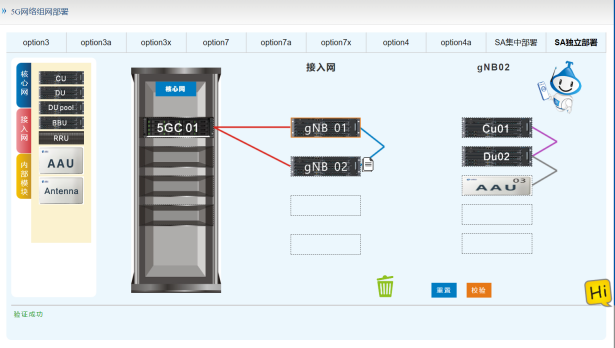 » 5G网络组网部署
option3 option3a option3x option7 option7a option7x option4 option4a SA集中部署 SA独立部署
核心网
接入网
内部模块
CU
DU
DU pool
BBU
RRU
AAU
Antenna
核心网
5GC 01
接入网
gNB 01
gNB 02
gNB02
Cu01
Du02
AAU 03
重置 校验
Hi
验证成功